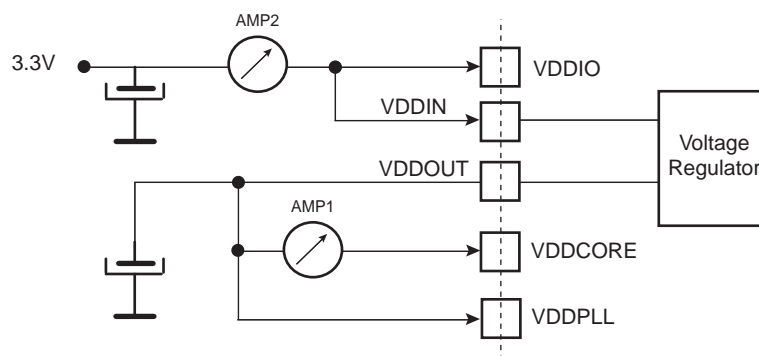 AMP2
3.3V
VDDIO
VDDIN
Voltage
Regulator
VDDOUT
AMP1
VDDCORE
VDDPLL